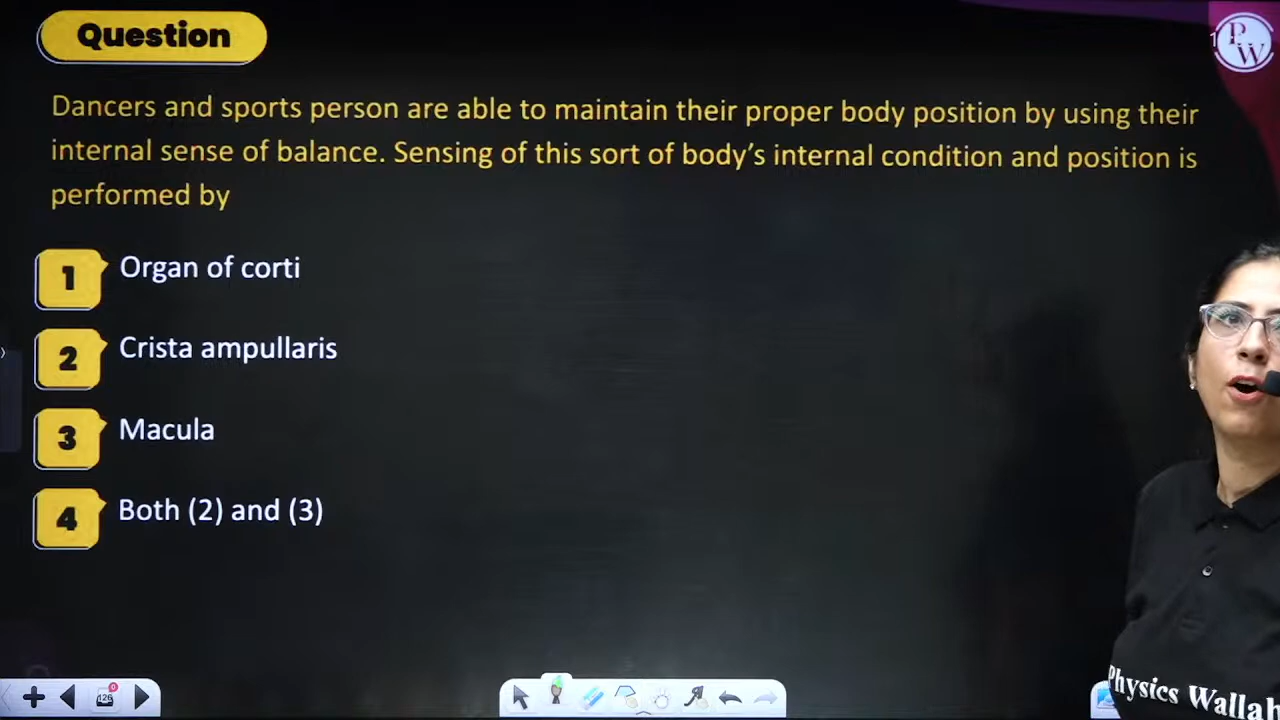 Question
PW
Dancers and sports person are able to maintain their proper body position by using their
internal sense of balance. Sensing of this sort of body's internal condition and position is
performed by
1 Organ of corti
2 Crista ampullaris
3 Macula
4 Both (2) and (3)
126
Physics Wallah